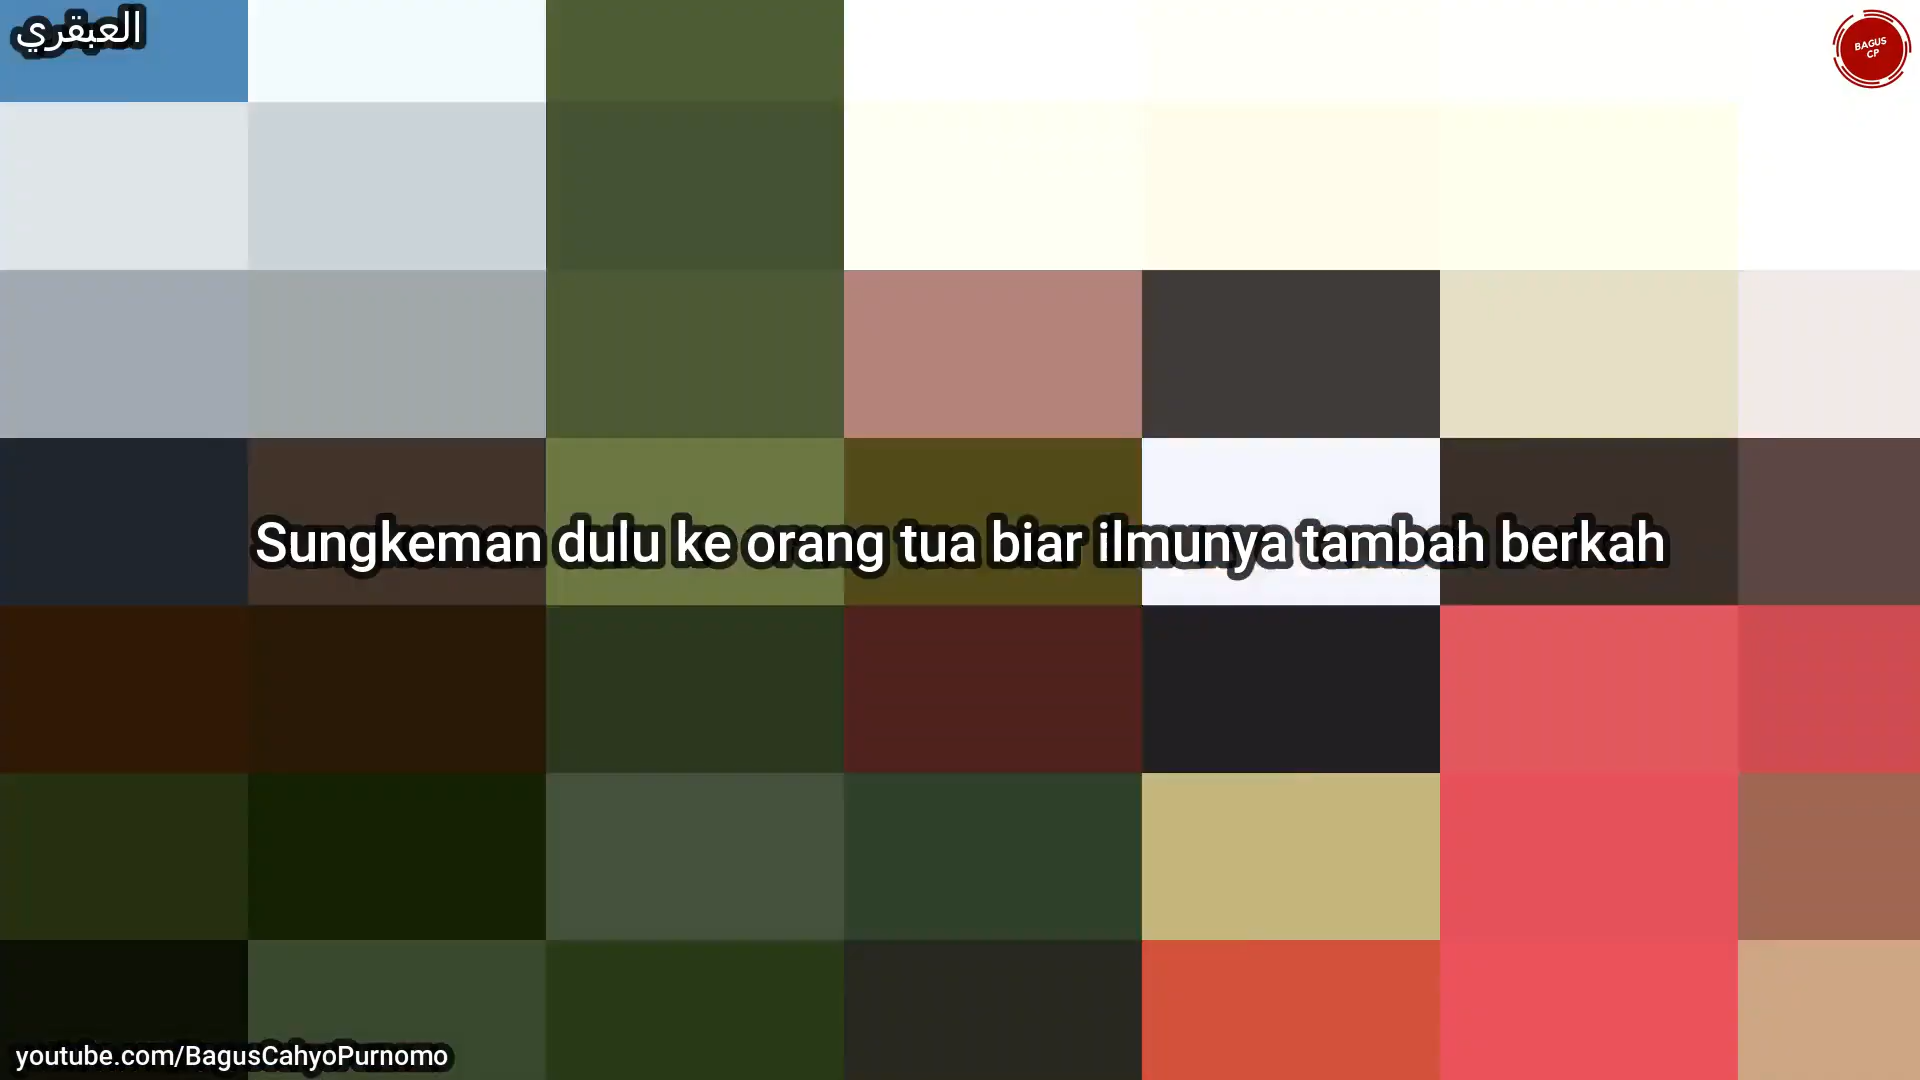 العبقري
BAGUS
CP
Sungkeman dulu ke orang tua biar ilmunya tambah berkah
youtube.com/BagusCahyoPurnomo